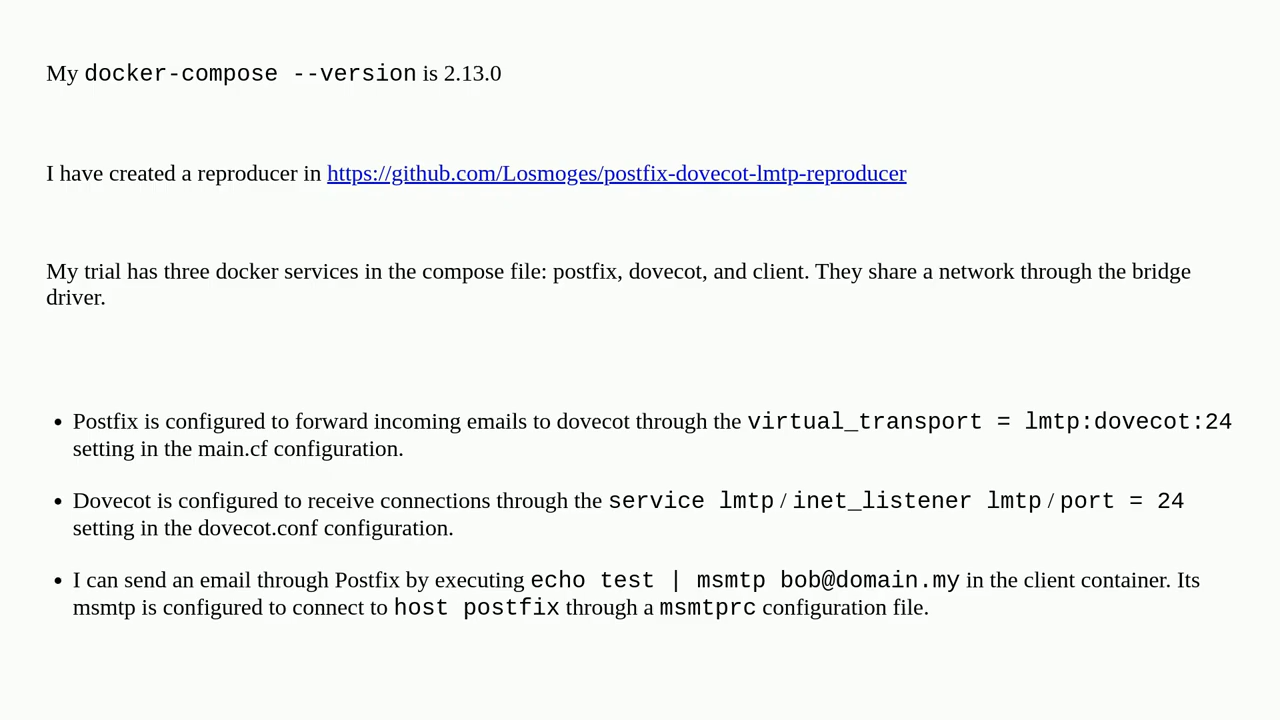 My docker-compose --version is 2.13.0
I have created a reproducer in https://github.com/Losmoges/postfix-dovecot-lmtp-reproducer
My trial has three docker services in the compose file: postfix, dovecot, and client. They share a network through the bridge
driver.
• Postfix is configured to forward incoming emails to dovecot through the virtual_transport = lmtp:dovecot:24
setting in the main.cf configuration.
• Dovecot is configured to receive connections through the service lmtp / inet_listener lmtp / port = 24
setting in the dovecot.conf configuration.
• I can send an email through Postfix by executing echo test | msmtp bob@domain.my in the client container. Its
msmtp is configured to connect to host postfix through a msmtprc configuration file.